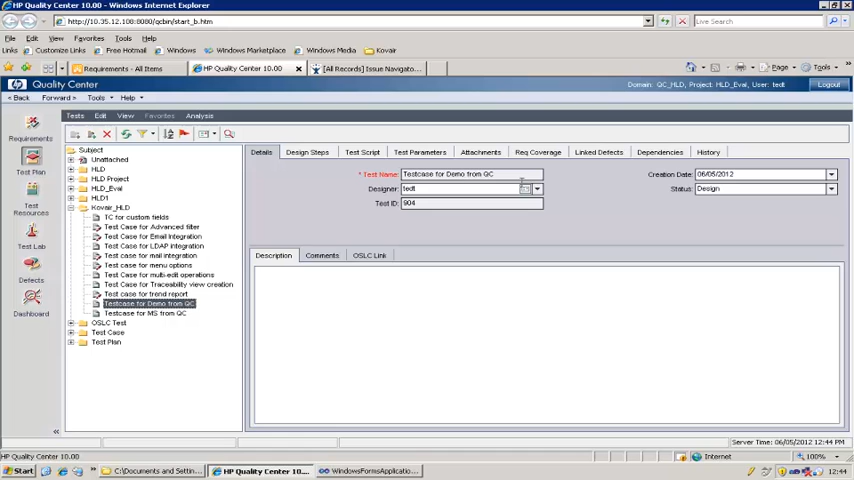 HP Quality Center 10.00 - Windows Internet Explorer
http://10.35.12.108:8080/qcbin/start_b.htm
Live Search
File Edit View Favorites Tools Help
Links Customize Links Free Hotmail Windows Windows Marketplace Windows Media Kovair
Requirements - All Items HP Quality Center 10.00 [All Records] Issue Navigato... Page Tools
Quality Center Domain: QC_HLD, Project: HLD_Eval, User: tedt Logout
< Back Forward > Tools Help
Tests Edit View Favorites Analysis
Requirements
Test Plan
Test Resources
Test Lab
Defects
Dashboard
Subject
Unattached
HLD
HLD Project
HLD_Eval
HLD1
Kovair_HLD
TC for custom fields
Test Case for Advanced filter
Test Case for Email Integration
Test Case for LDAP integration
Test case for mail integration
Test case for menu options
Test Case for multi-edit operations
Test Case for Traceability view creation
Test case for trend report
Testcase for Demo from QC
Testcase for MS from QC
OSLC Test
Test Case
Test Plan
Details Design Steps Test Script Test Parameters Attachments Req Coverage Linked Defects Dependencies History
* Test Name: Testcase for Demo from QC Creation Date: 06/05/2012
Designer: tedt Status: Design
Test ID: 904
Description Comments OSLC Link
Server Time: 06/05/2012 12:44 PM
HP Quality Center 10.00 Internet 100%
Start C:\Documents and Settin... HP Quality Center 10.... WindowsFormsApplicatio... 12:44